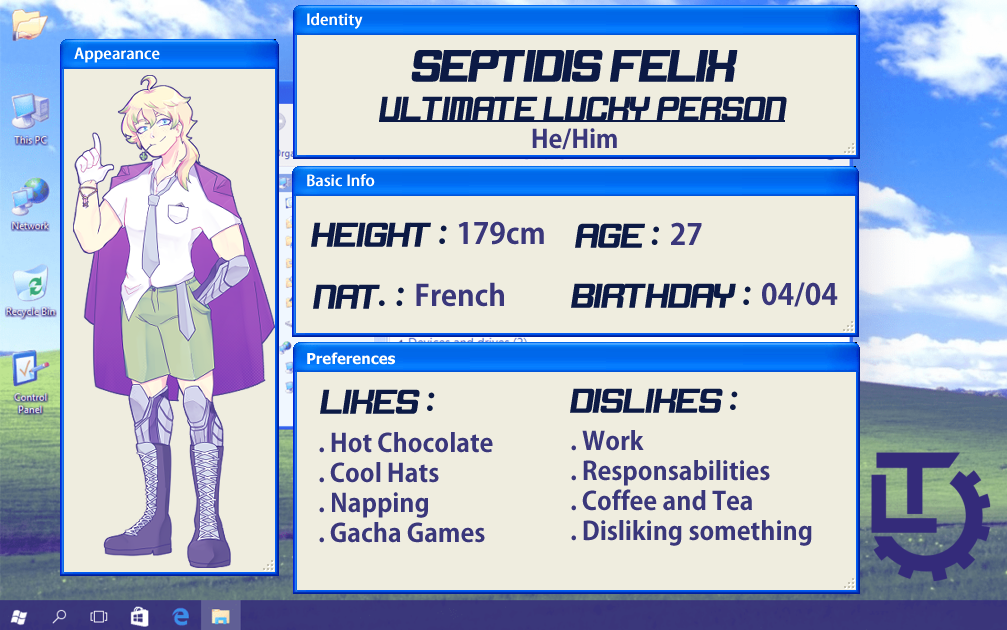 Identity
SEPTIDIS FELIX
ULTIMATE LUCKY PERSON
He/Him
Appearance
This PC
Network
Recycle Bin
Control
Panel
Basic Info
HEIGHT : 179cm
AGE : 27
NAT. : French
BIRTHDAY : 04/04
Preferences
LIKES :
. Hot Chocolate
. Cool Hats
. Napping
. Gacha Games
DISLIKES :
. Work
. Responsabilities
. Coffee and Tea
. Disliking something
LT